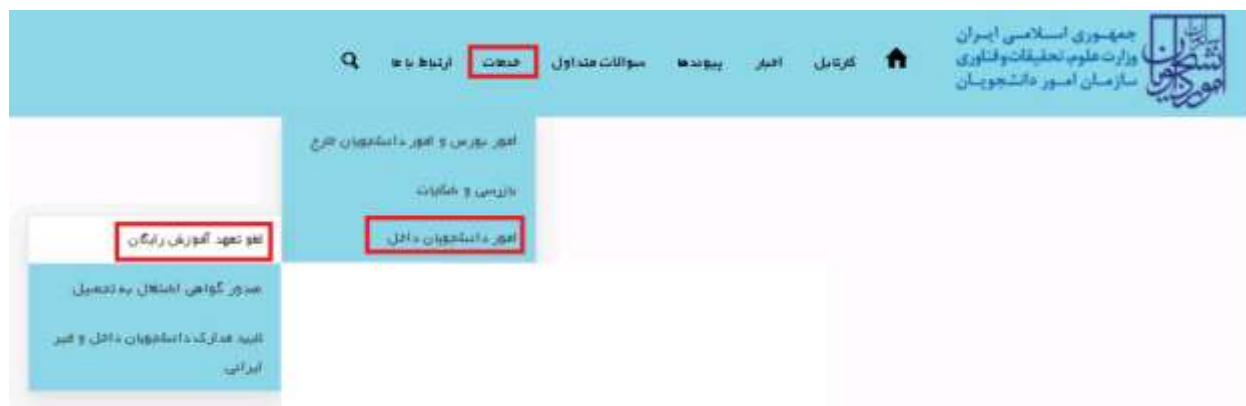 جمهوری اسلامی ایران
وزارت علوم، تحقیقات و فناوری
سازمان امور دانشجویان
کارتابل اخبار پیوندها سوالات متداول خدمات ارتباط با ما
امور بورس و امور دانشجویان خارج
بازرسی و شکایات
امور دانشجویان داخل
لغو تعهد آموزش رایگان
صدور گواهی اشتغال به تحصیل
تایید مدارک دانشجویان داخل و غیر
ایرانی